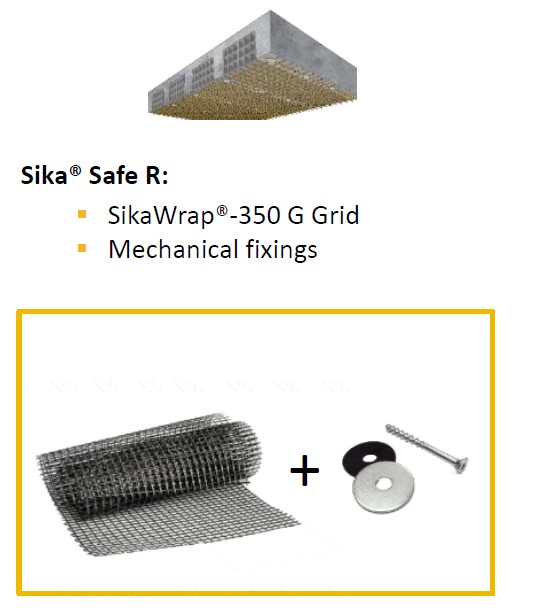 Sika® Safe R:
▪ SikaWrap®-350 G Grid
▪ Mechanical fixings
+